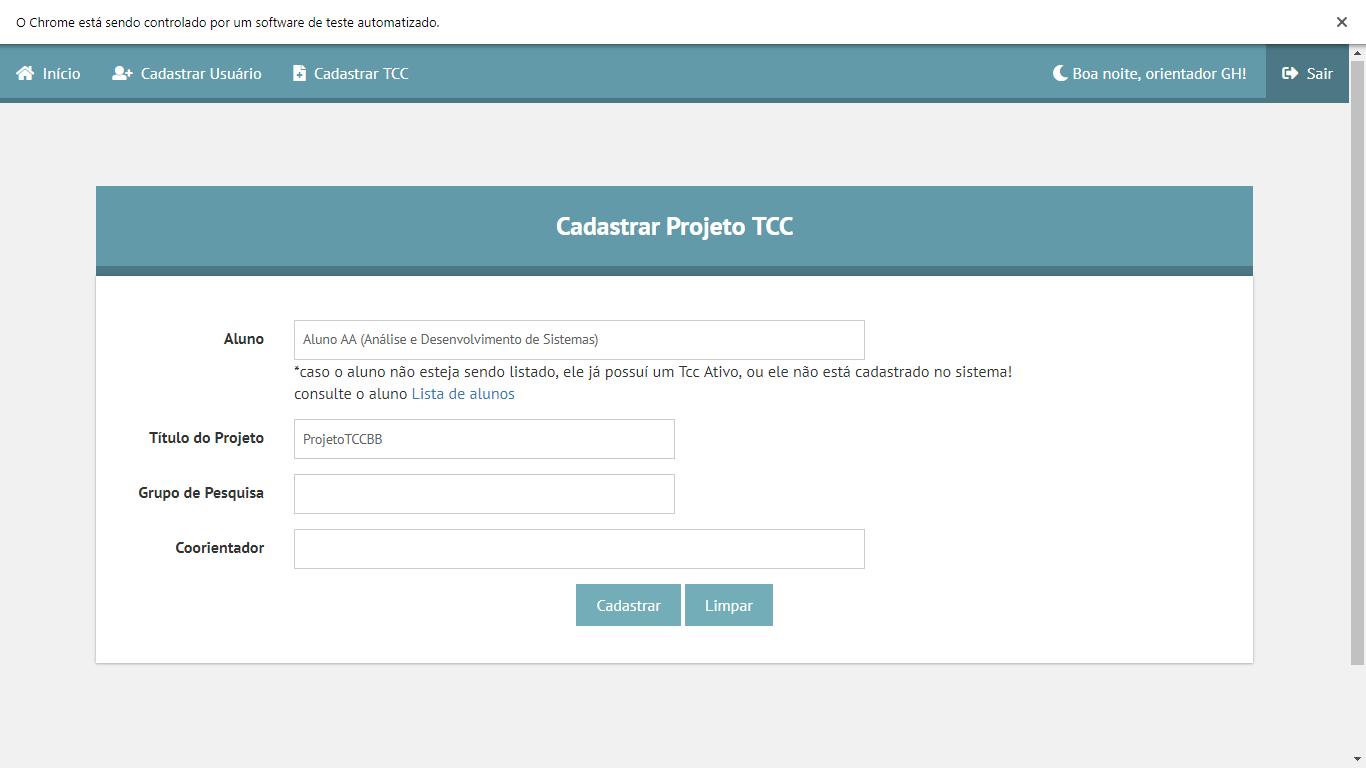 O Chrome está sendo controlado por um software de teste automatizado.
Início Cadastrar Usuário Cadastrar TCC Boa noite, orientador GH! Sair
Cadastrar Projeto TCC
Aluno Aluno AA (Análise e Desenvolvimento de Sistemas)
*caso o aluno não esteja sendo listado, ele já possuí um Tcc Ativo, ou ele não está cadastrado no sistema!
consulte o aluno Lista de alunos
Título do Projeto ProjetoTCCBB
Grupo de Pesquisa
Coorientador
Cadastrar Limpar